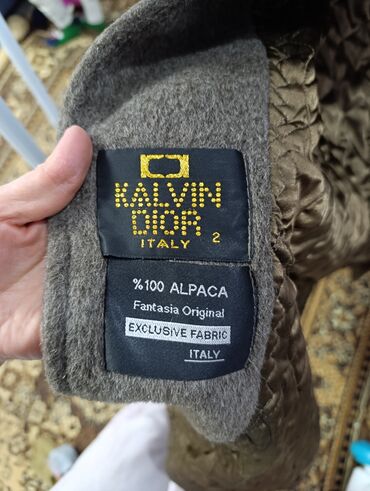 KALVIN
DIOR
ITALY 2
%100 ALPACA
Fantasia Original
EXCLUSIVE FABRIC
ITALY